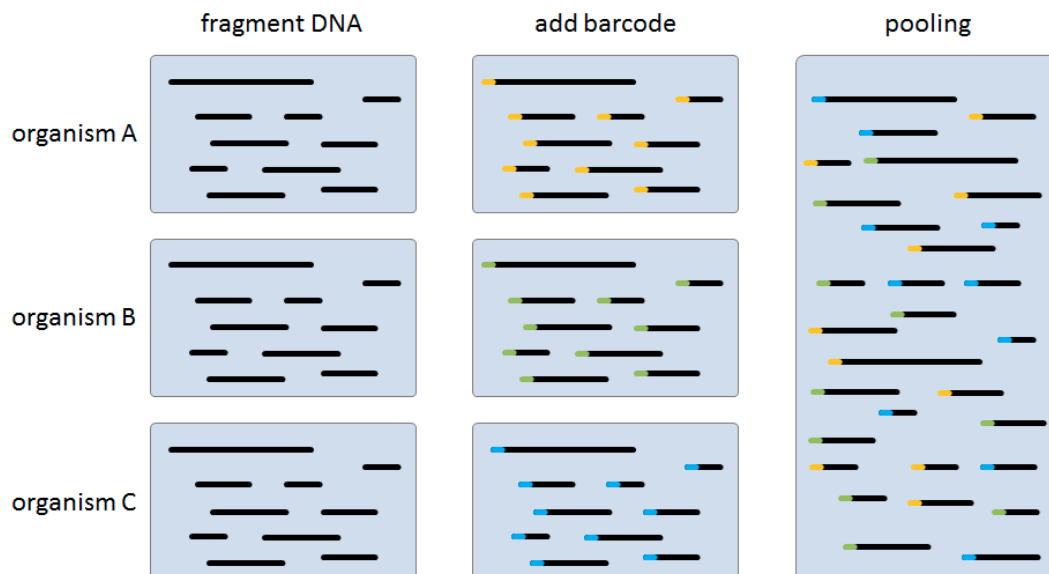 fragment DNA
add barcode
pooling
organism A
organism B
organism C